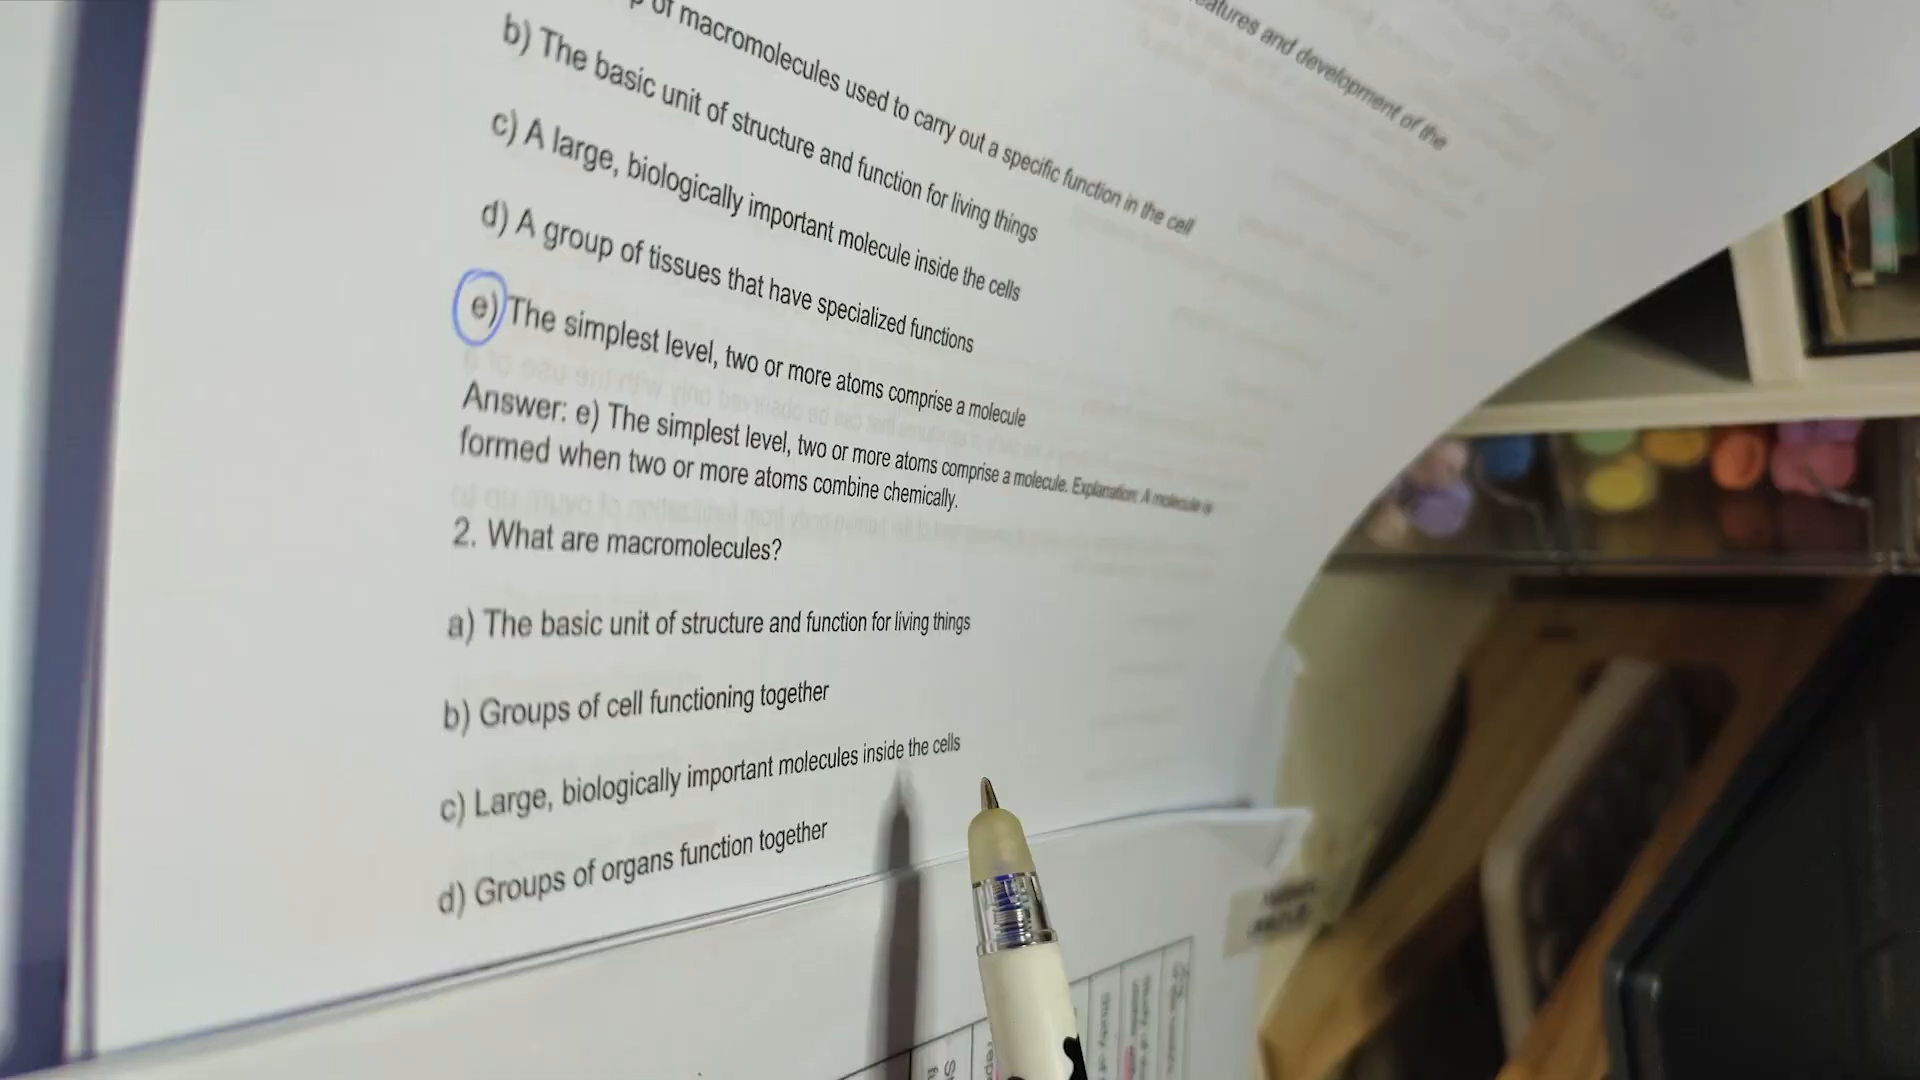 atures and development of the
of macromolecules used to carry out a specific function in the cell
b) The basic unit of structure and function for living things
c) A large, biologically important molecule inside the cells
d) A group of tissues that have specialized functions
e) The simplest level, two or more atoms comprise a molecule
Answer: e) The simplest level, two or more atoms comprise a molecule. Explanation: A molecule is
formed when two or more atoms combine chemically.
2. What are macromolecules?
a) The basic unit of structure and function for living things
b) Groups of cell functioning together
c) Large, biologically important molecules inside the cells
d) Groups of organs function together